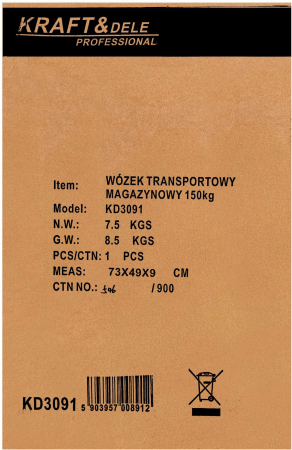 KRAFT&DELE
PROFESSIONAL
Item: WÓZEK TRANSPORTOWY
MAGAZYNOWY 150kg
Model: KD3091
N.W.: 7.5 KGS
G.W.: 8.5 KGS
PCS/CTN: 1 PCS
MEAS: 73X49X9 CM
CTN NO.: /900
KD3091
5 903957 008912